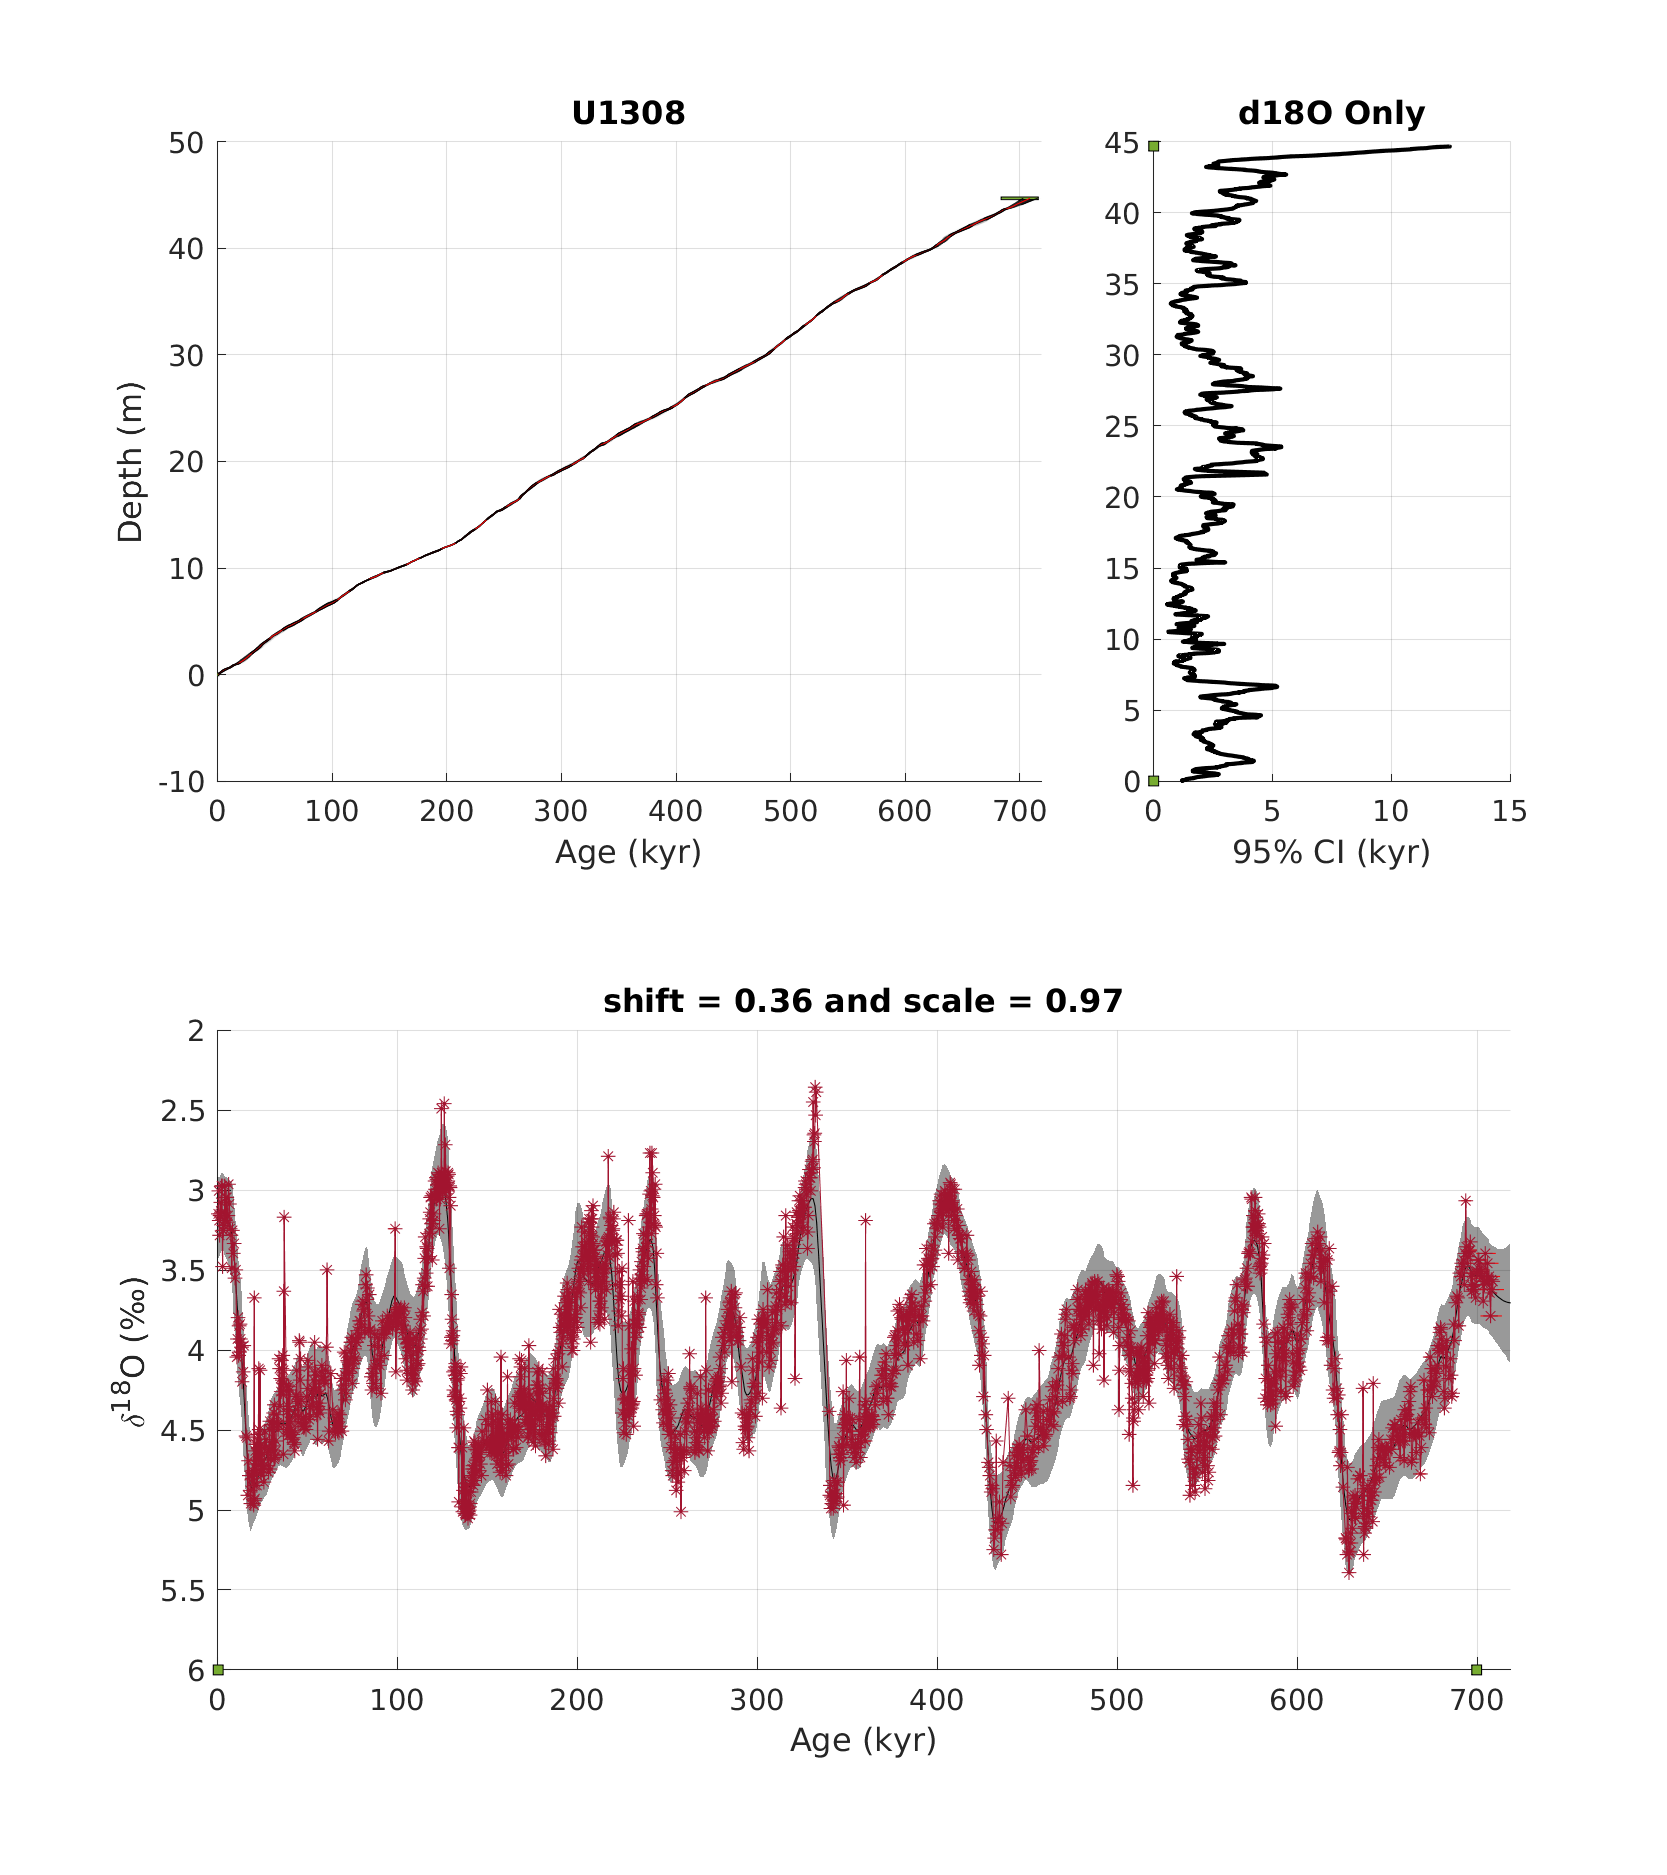 U1308
50
40
30
20
10
0
-10
Depth (m)
0 100 200 300 400 500 600 700
Age (kyr)
d18O Only
45
40
35
30
25
20
15
10
5
0
0 5 10 15
95% CI (kyr)
shift = 0.36 and scale = 0.97
2
2.5
3
3.5
4
4.5
5
5.5
6
δ¹⁸O (‰)
0 100 200 300 400 500 600 700
Age (kyr)